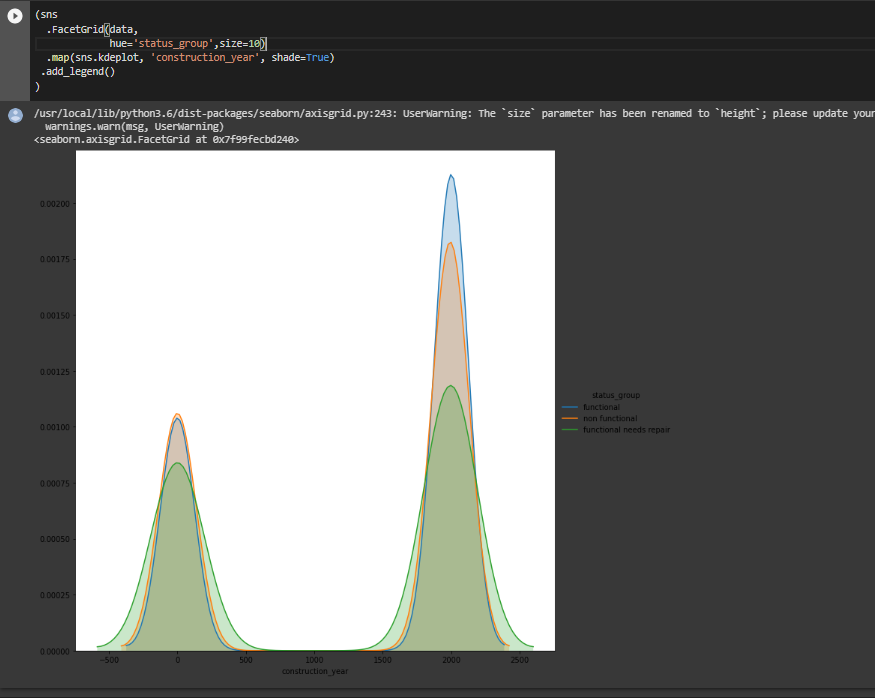 (sns
.FacetGrid(data,
hue='status_group',size=10)
.map(sns.kdeplot, 'construction_year', shade=True)
.add_legend()
)
/usr/local/lib/python3.6/dist-packages/seaborn/axisgrid.py:243: UserWarning: The `size` parameter has been renamed to `height`; please update your
warnings.warn(msg, UserWarning)
<seaborn.axisgrid.FacetGrid at 0x7f99fecbd240>
0.00200
0.00175
0.00150
0.00125
0.00100
0.00075
0.00050
0.00025
0.00000
−500 0 500 1000 1500 2000 2500
construction_year
status_group
functional
non functional
functional needs repair